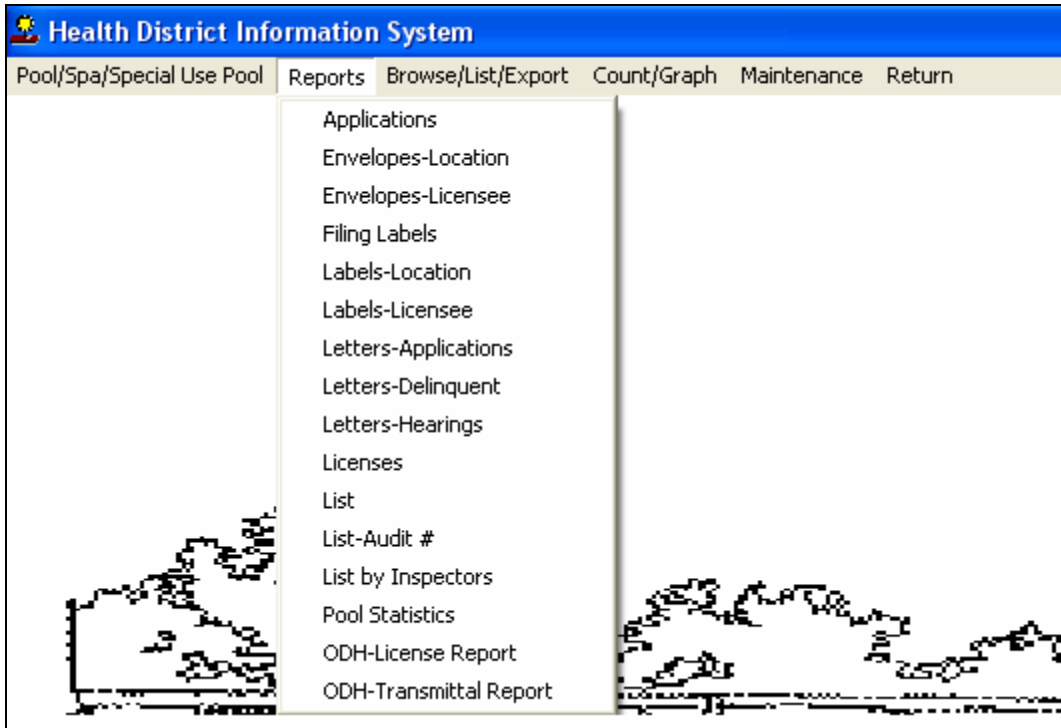 Health District Information System
Pool/Spa/Special Use Pool Reports Browse/List/Export Count/Graph Maintenance Return
Applications
Envelopes-Location
Envelopes-Licensee
Filing Labels
Labels-Location
Labels-Licensee
Letters-Applications
Letters-Delinquent
Letters-Hearings
Licenses
List
List-Audit #
List by Inspectors
Pool Statistics
ODH-License Report
ODH-Transmittal Report